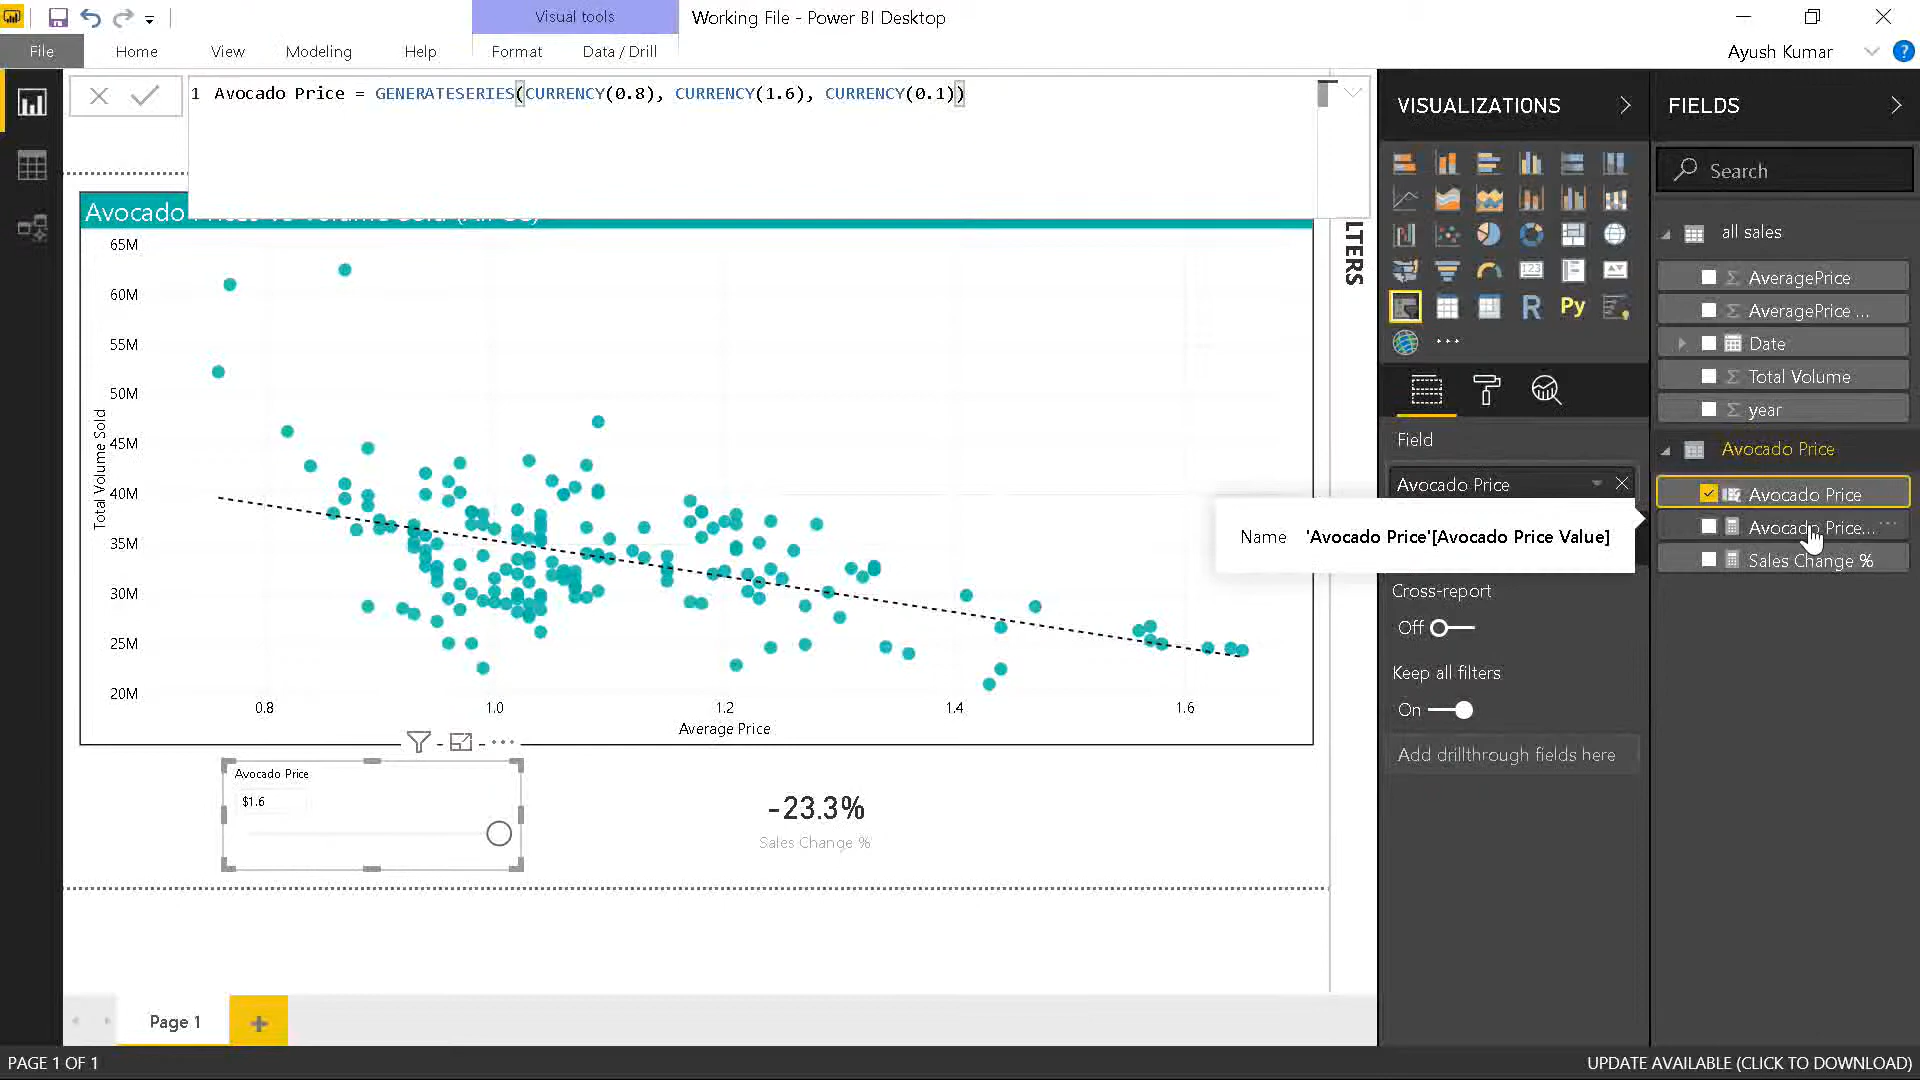 Visual tools
Working File - Power BI Desktop
File
Home
View
Modeling
Help
Format
Data / Drill
Ayush Kumar
?
1 Avocado Price = GENERATESERIES(CURRENCY(0.8), CURRENCY(1.6), CURRENCY(0.1))
Avocado
65M
60M
55M
50M
45M
40M
35M
30M
25M
20M
Total Volume Sold
0.8
1.0
1.2
1.4
1.6
Average Price
Avocado Price
$1.6
-23.3%
Sales Change %
LTERS
VISUALIZATIONS
123
R
Py
Field
Avocado Price
Name 'Avocado Price'[Avocado Price Value]
Cross-report
Off
Keep all filters
On
Add drillthrough fields here
FIELDS
Search
all sales
AveragePrice
AveragePrice ...
Date
Total Volume
year
Avocado Price
Avocado Price
Avocado Price...
Sales Change %
Page 1
PAGE 1 OF 1
UPDATE AVAILABLE (CLICK TO DOWNLOAD)